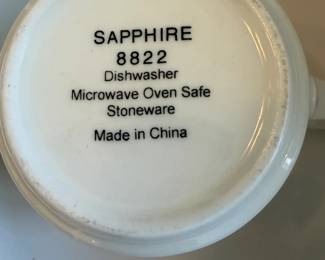 SAPPHIRE
8822
Dishwasher
Microwave Oven Safe
Stoneware
Made in China